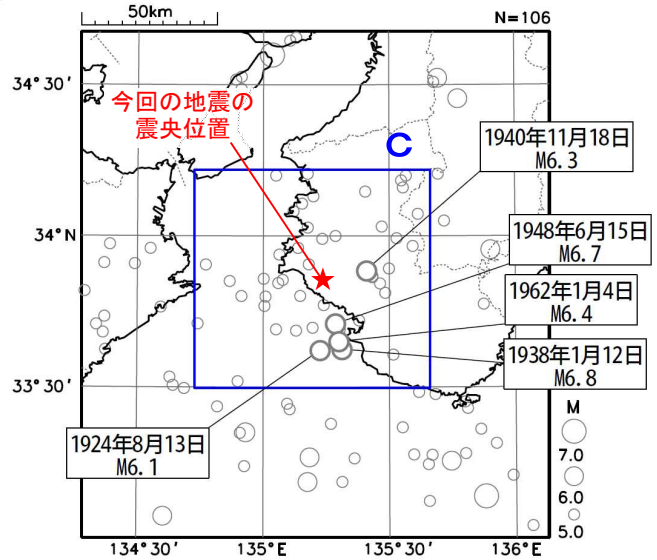 50km
N=106
34°30′
今回の地震の
震央位置
C
1940年11月18日
M6.3
1948年6月15日
M6.7
34°N
1962年1月4日
M6.4
1938年1月12日
M6.8
33°30′
1924年8月13日
M6.1
M
7.0
6.0
5.0
134°30′
135°E
135°30′
136°E